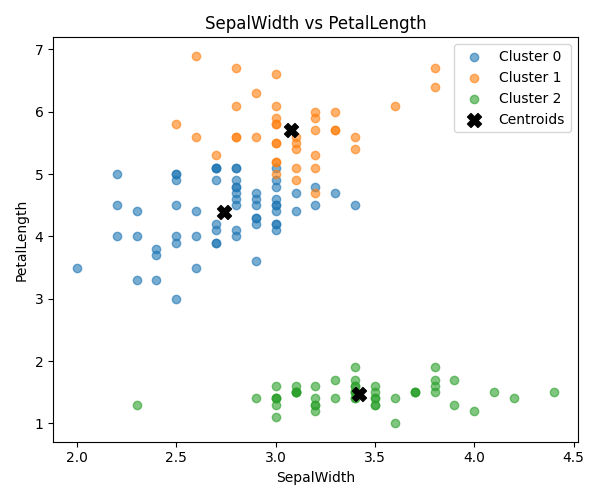 SepalWidth vs PetalLength
Cluster 0
Cluster 1
Cluster 2
Centroids
7
6
5
4
3
2
1
PetalLength
2.0 2.5 3.0 3.5 4.0 4.5
SepalWidth